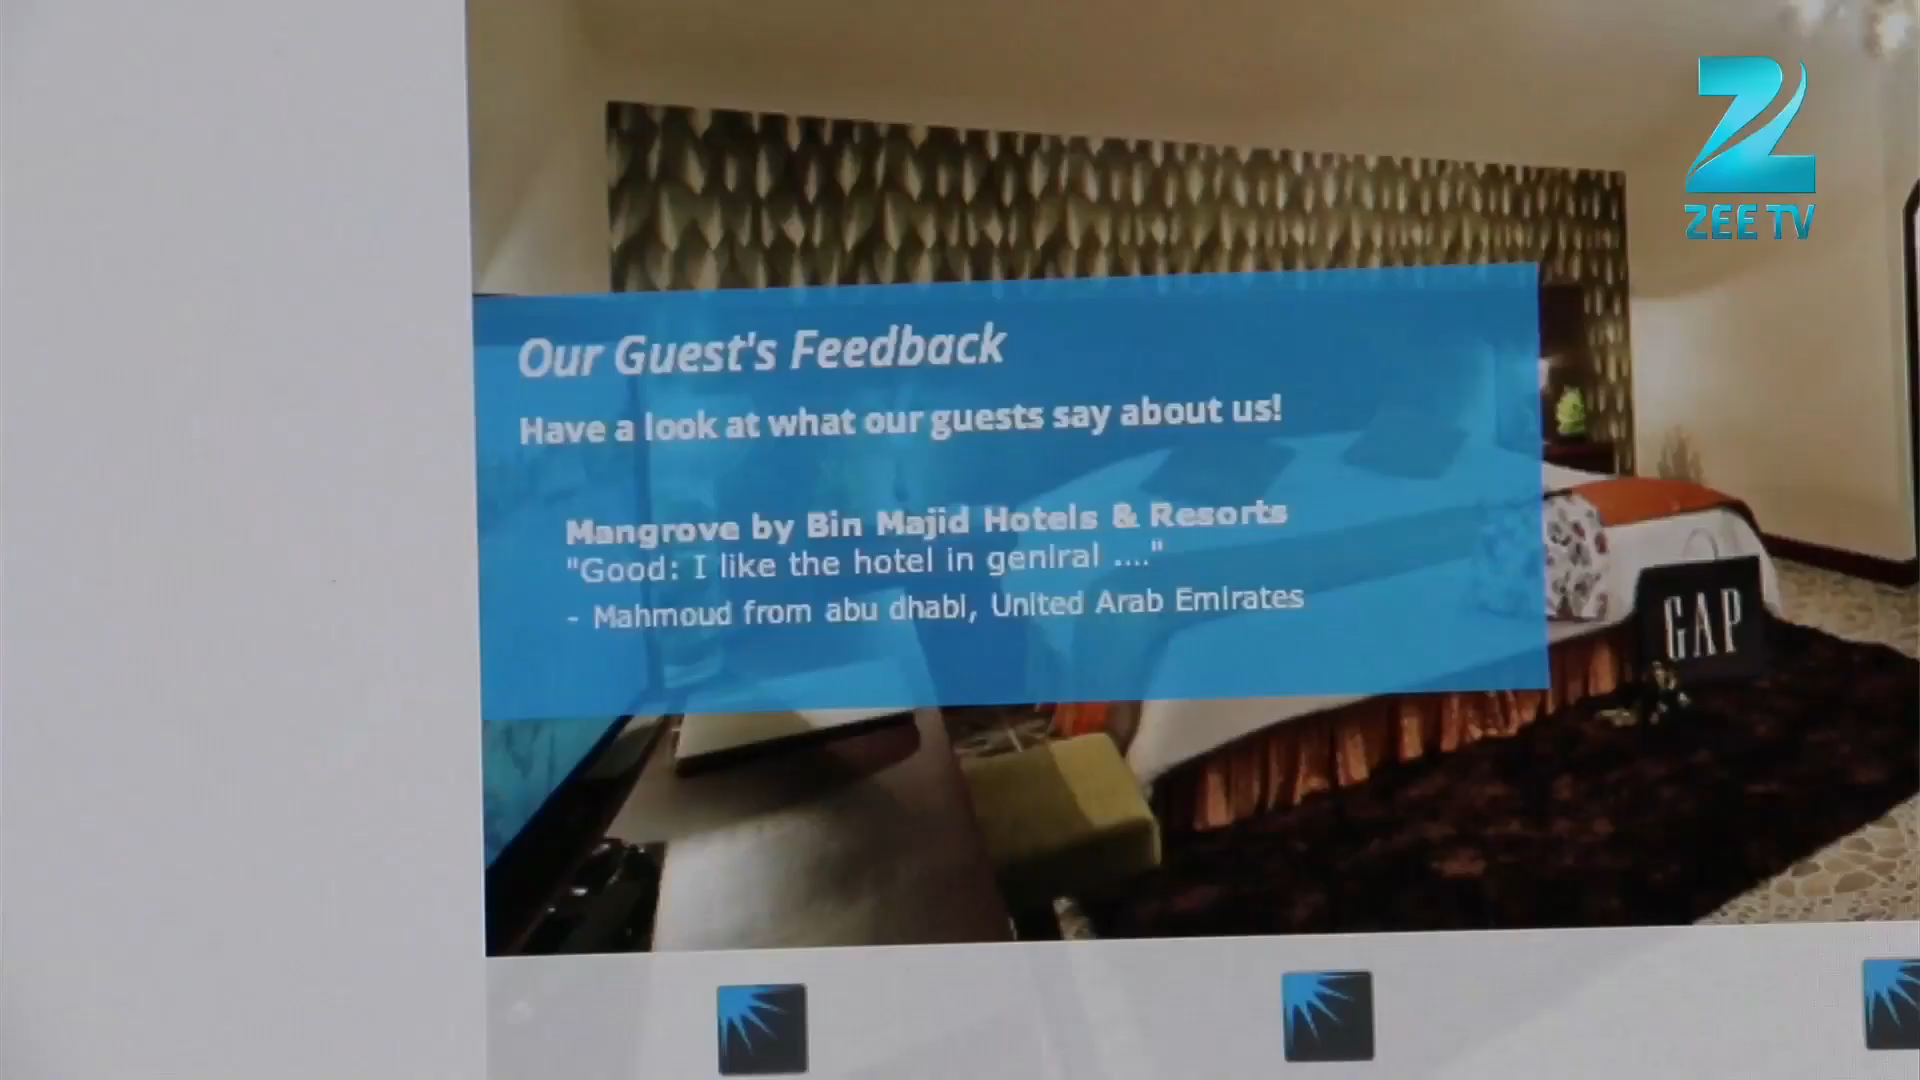 ZEE TV
Our Guest's Feedback
Have a look at what our guests say about us!
Mangrove by Bin Majid Hotels & Resorts
"Good: I like the hotel in geniral ...."
- Mahmoud from abu dhabi, United Arab Emirates
GAP